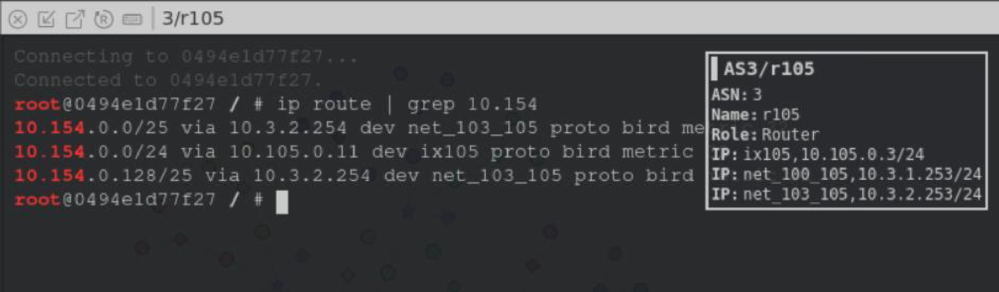 3/r105
Connecting to 0494e1d77f27...
Connected to 0494e1d77f27.
root@0494e1d77f27 / # ip route | grep 10.154
10.154.0.0/25 via 10.3.2.254 dev net_103_105 proto bird me
10.154.0.0/24 via 10.105.0.11 dev ix105 proto bird metric
10.154.0.128/25 via 10.3.2.254 dev net_103_105 proto bird
root@0494e1d77f27 / #
AS3/r105
ASN: 3
Name: r105
Role: Router
IP: ix105,10.105.0.3/24
IP: net_100_105,10.3.1.253/24
IP: net_103_105,10.3.2.253/24